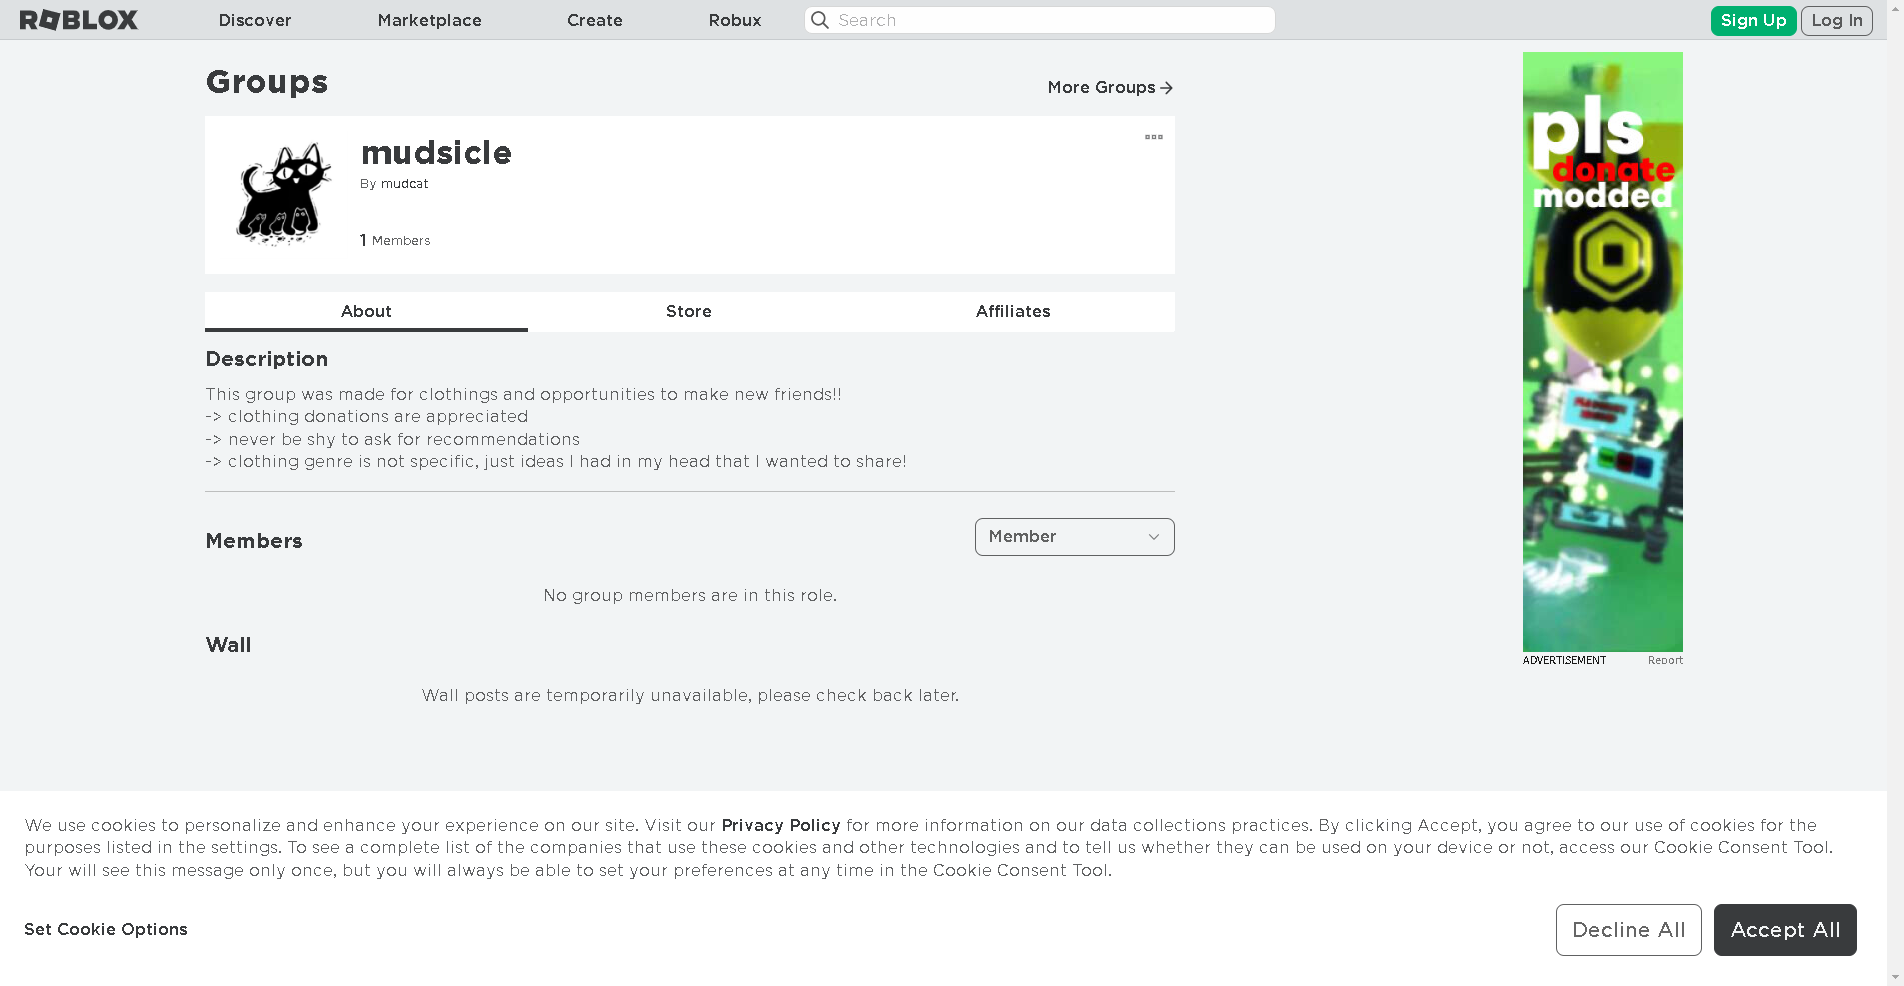 ROBLOX
Discover
Marketplace
Create
Robux
Search
Sign Up
Log In
Groups
More Groups
mudsicle
By mudcat
1 Members
About
Store
Affiliates
Description
This group was made for clothings and opportunities to make new friends!!
-> clothing donations are appreciated
-> never be shy to ask for recommendations
-> clothing genre is not specific, just ideas I had in my head that I wanted to share!
Members
Member
No group members are in this role.
Wall
Wall posts are temporarily unavailable, please check back later.
pls
donate
modded
ADVERTISEMENT
Report
We use cookies to personalize and enhance your experience on our site. Visit our Privacy Policy for more information on our data collections practices. By clicking Accept, you agree to our use of cookies for the
purposes listed in the settings. To see a complete list of the companies that use these cookies and other technologies and to tell us whether they can be used on your device or not, access our Cookie Consent Tool.
Your will see this message only once, but you will always be able to set your preferences at any time in the Cookie Consent Tool.
Set Cookie Options
Decline All
Accept All